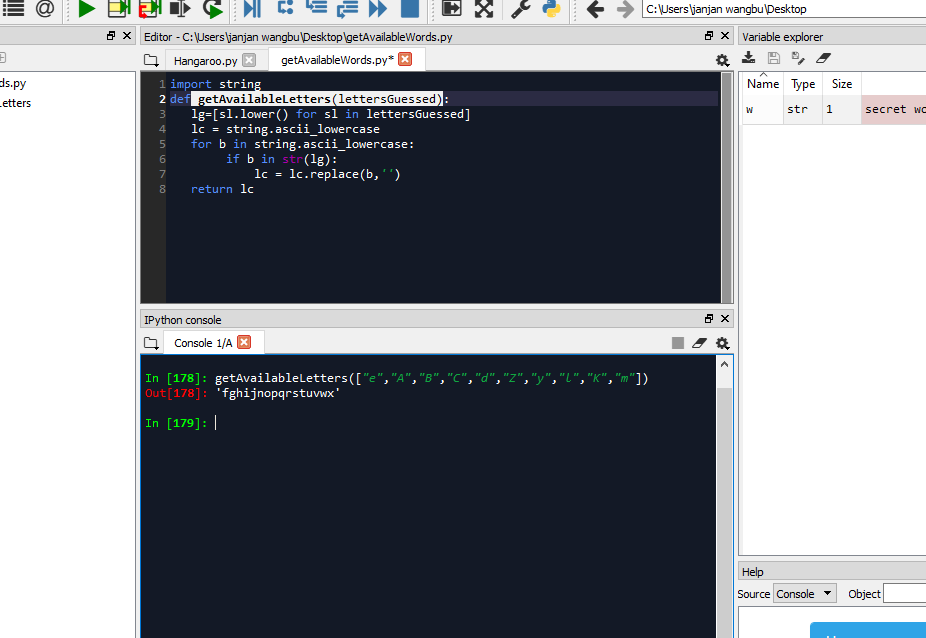 C:\Users\janjan wangbu\Desktop
Editor - C:\Users\janjan wangbu\Desktop\getAvailableWords.py
Variable explorer
Hangaroo.py
getAvailableWords.py*
ds.py
etters
1 import string
2 def getAvailableLetters(lettersGuessed):
3 lg=[sl.lower() for sl in lettersGuessed]
4 lc = string.ascii_lowercase
5 for b in string.ascii_lowercase:
6 if b in str(lg):
7 lc = lc.replace(b,'')
8 return lc
Name Type Size
w str 1 secret wo
IPython console
Console 1/A
In [178]: getAvailableLetters(["e","A","B","C","d","Z","y","l","K","m"])
Out[178]: 'fghijnopqrstuvwx'
In [179]:
Help
Source Console Object